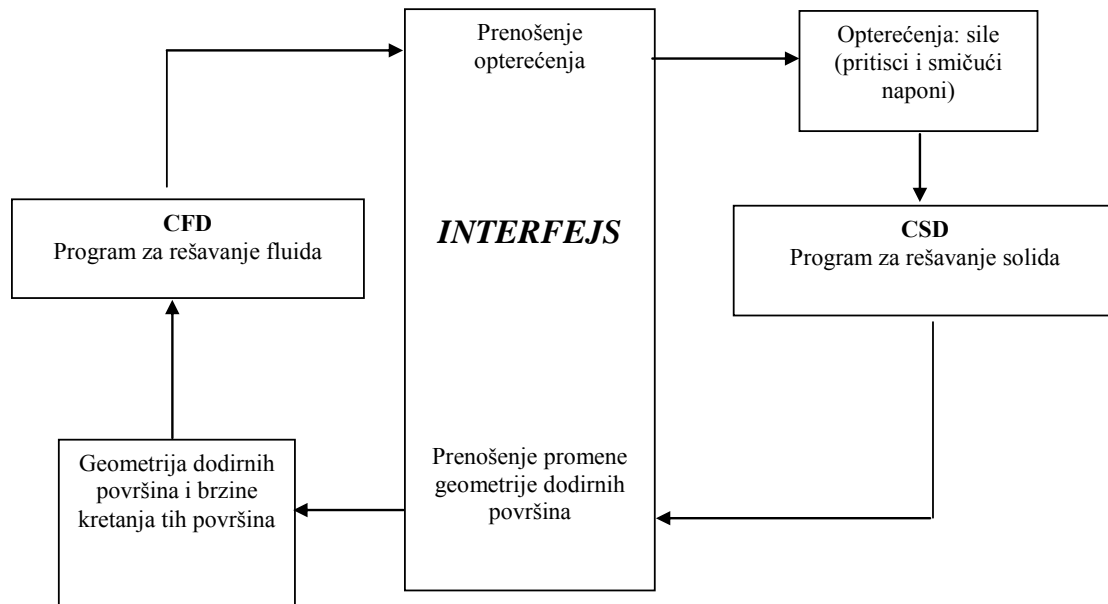 Prenošenje
opterećenja
Opterećenja: sile
(pritisci i smičući
naponi)
CFD
Program za rešavanje fluida
INTERFEJS
CSD
Program za rešavanje solida
Geometrija dodirnih
površina i brzine
kretanja tih površina
Prenošenje promene
geometrije dodirnih
površina